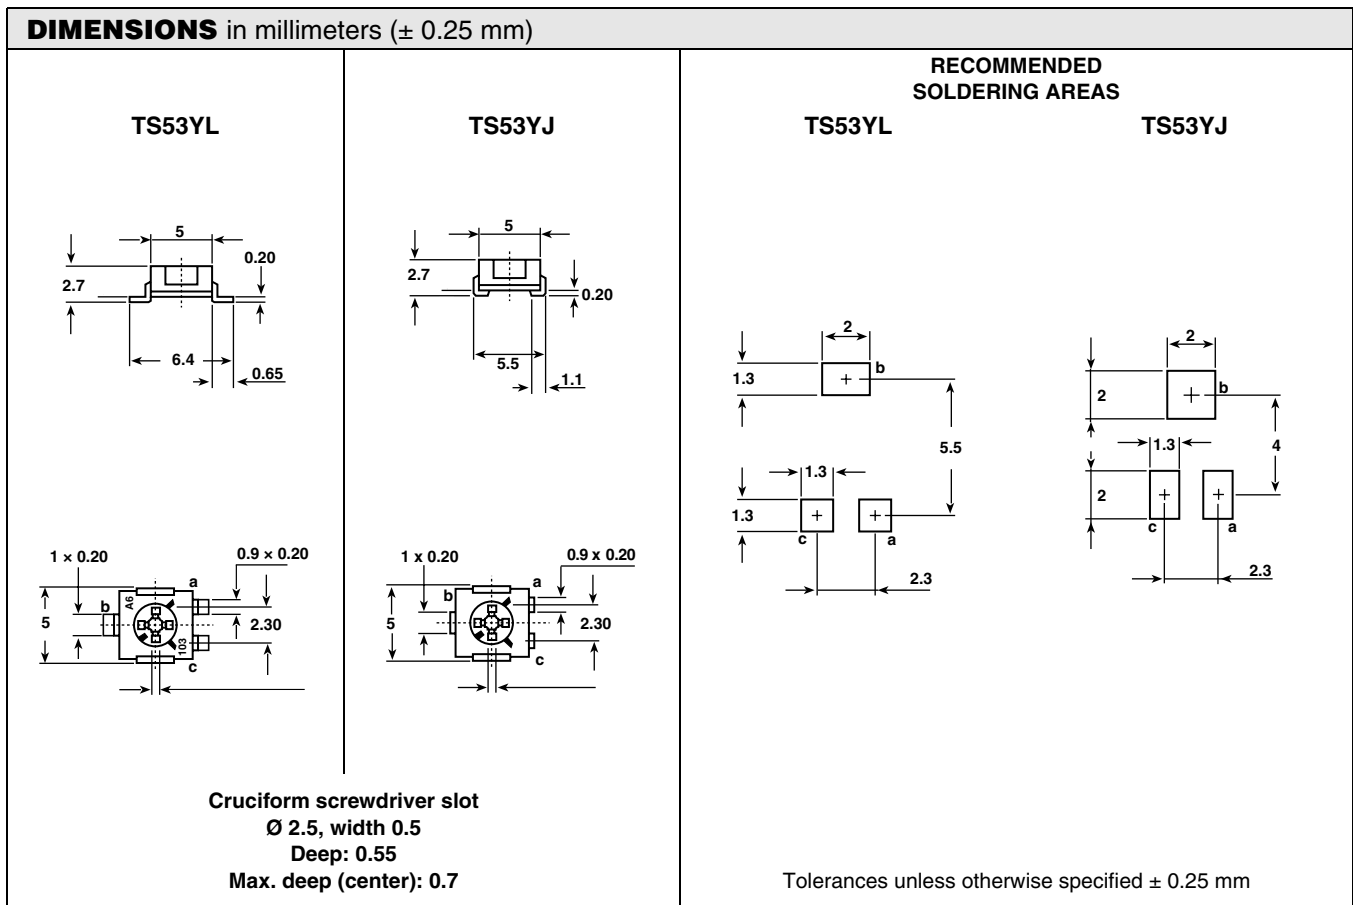 DIMENSIONS in millimeters (± 0.25 mm)
TS53YL
TS53YJ
RECOMMENDED
SOLDERING AREAS
TS53YL
TS53YJ
5
0.20
2.7
6.4
0.65
5
2.7
0.20
5.5
1.1
2
b
1.3
5.5
1.3
1.3
c
a
2.3
2
b
2
1.3
4
2
c
a
2.3
1 × 0.20
0.9 × 0.20
a
b
A6
5
2.30
103
c
1 x 0.20
0.9 x 0.20
a
b
5
2.30
c
Cruciform screwdriver slot
Ø 2.5, width 0.5
Deep: 0.55
Max. deep (center): 0.7
Tolerances unless otherwise specified ± 0.25 mm